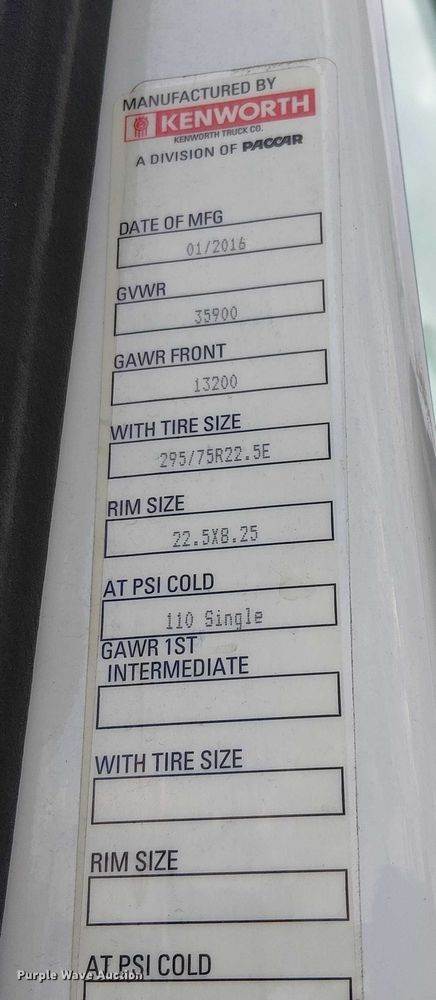 MANUFACTURED BY
KENWORTH
KENWORTH TRUCK CO.
A DIVISION OF PACCAR
DATE OF MFG
01/2016
GVWR
35900
GAWR FRONT
13200
WITH TIRE SIZE
295/75R22.5E
RIM SIZE
22.5X8.25
AT PSI COLD
110 Single
GAWR 1ST
INTERMEDIATE
WITH TIRE SIZE
RIM SIZE
AT PSI COLD
Purple Wave Auction